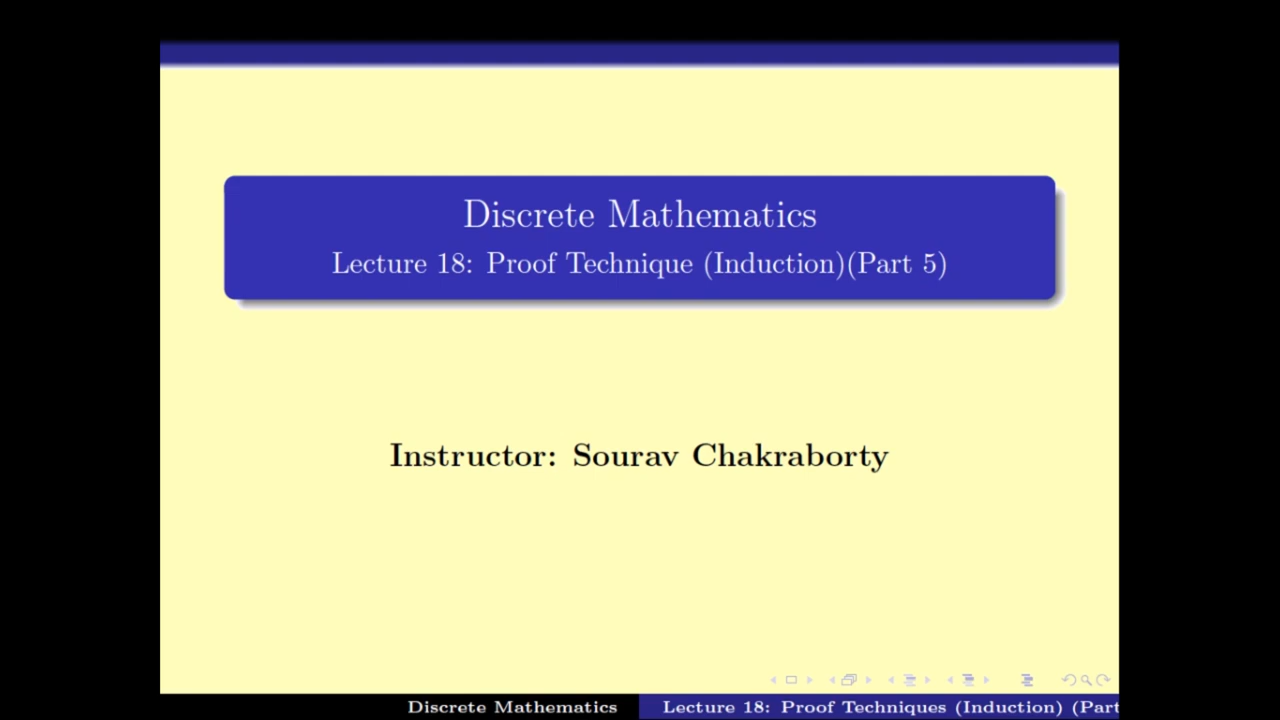 Discrete Mathematics
Lecture 18: Proof Technique (Induction)(Part 5)
Instructor: Sourav Chakraborty
Discrete Mathematics
Lecture 18: Proof Techniques (Induction) (Part